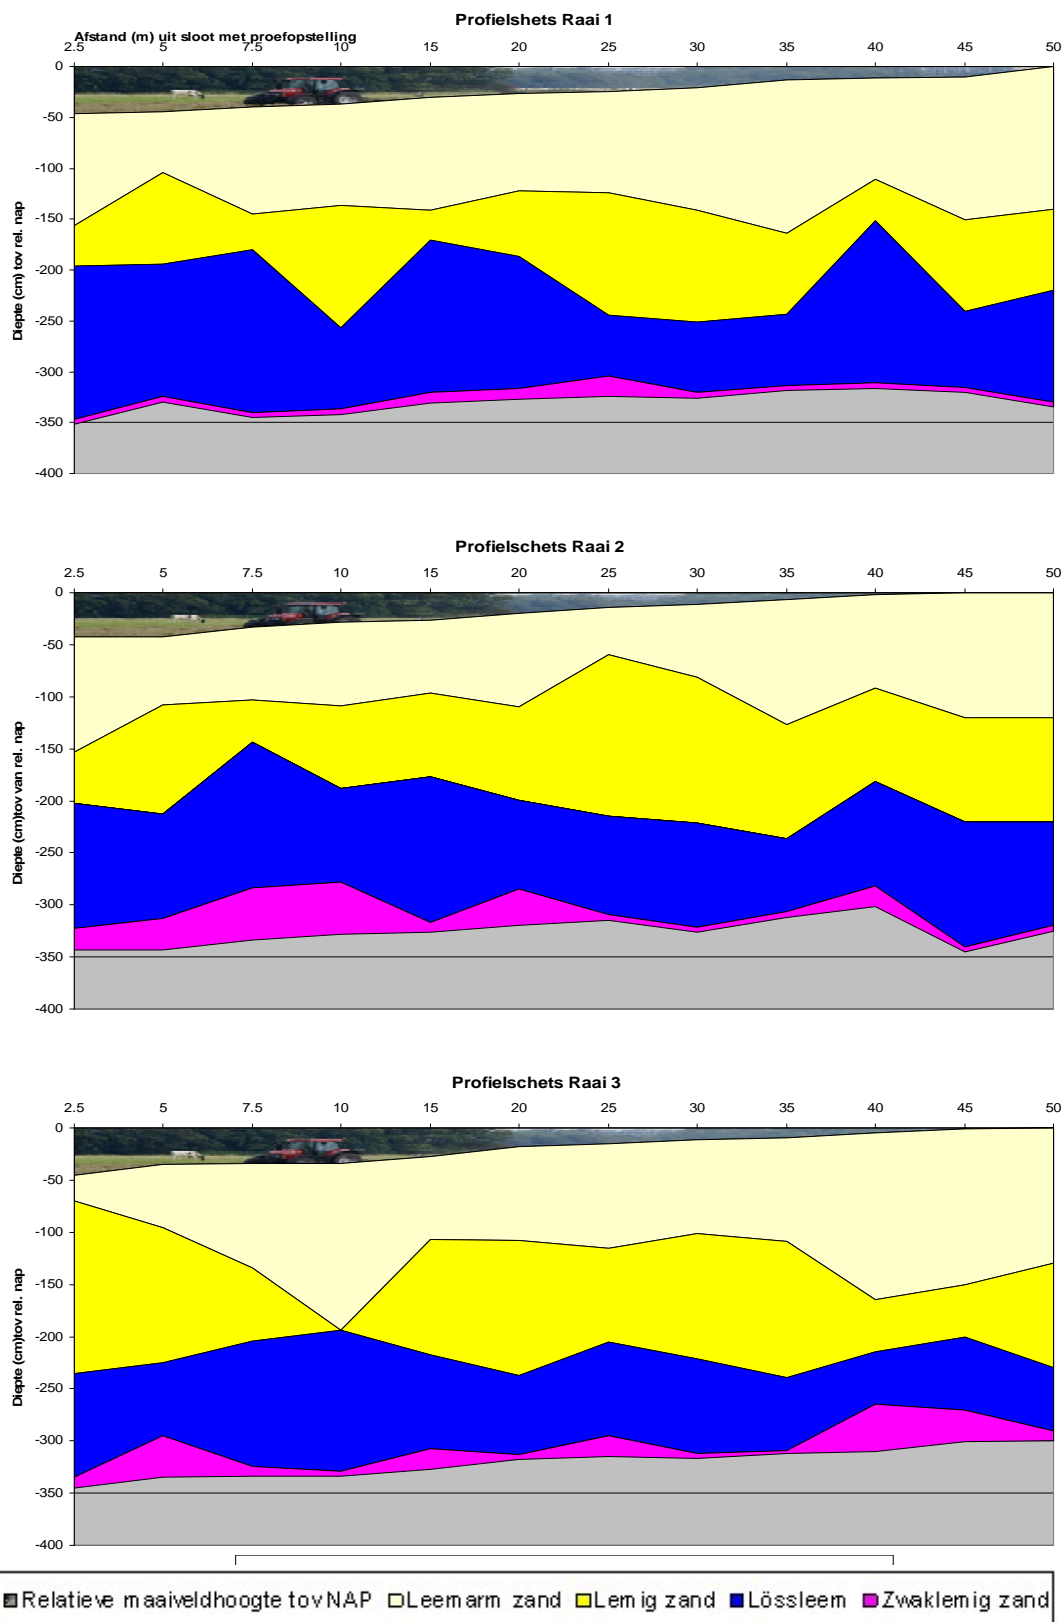 Profielshets Raai 1
Afstand (m) uit sloot met proefopstelling
2.5 5 7.5 10 15 20 25 30 35 40 45 50
0
-50
-100
-150
-200
-250
-300
-350
-400
Diepte (cm) tov rel. nap
Profielschets Raai 2
2.5 5 7.5 10 15 20 25 30 35 40 45 50
0
-50
-100
-150
-200
-250
-300
-350
-400
Diepte (cm)tov van rel. nap
Profielschets Raai 3
2.5 5 7.5 10 15 20 25 30 35 40 45 50
0
-50
-100
-150
-200
-250
-300
-350
-400
Diepte (cm)tov rel. nap
Relatieve maaiveldhoogte tov NAP Leemarm zand Lemig zand Lössleem Zwaklemig zand